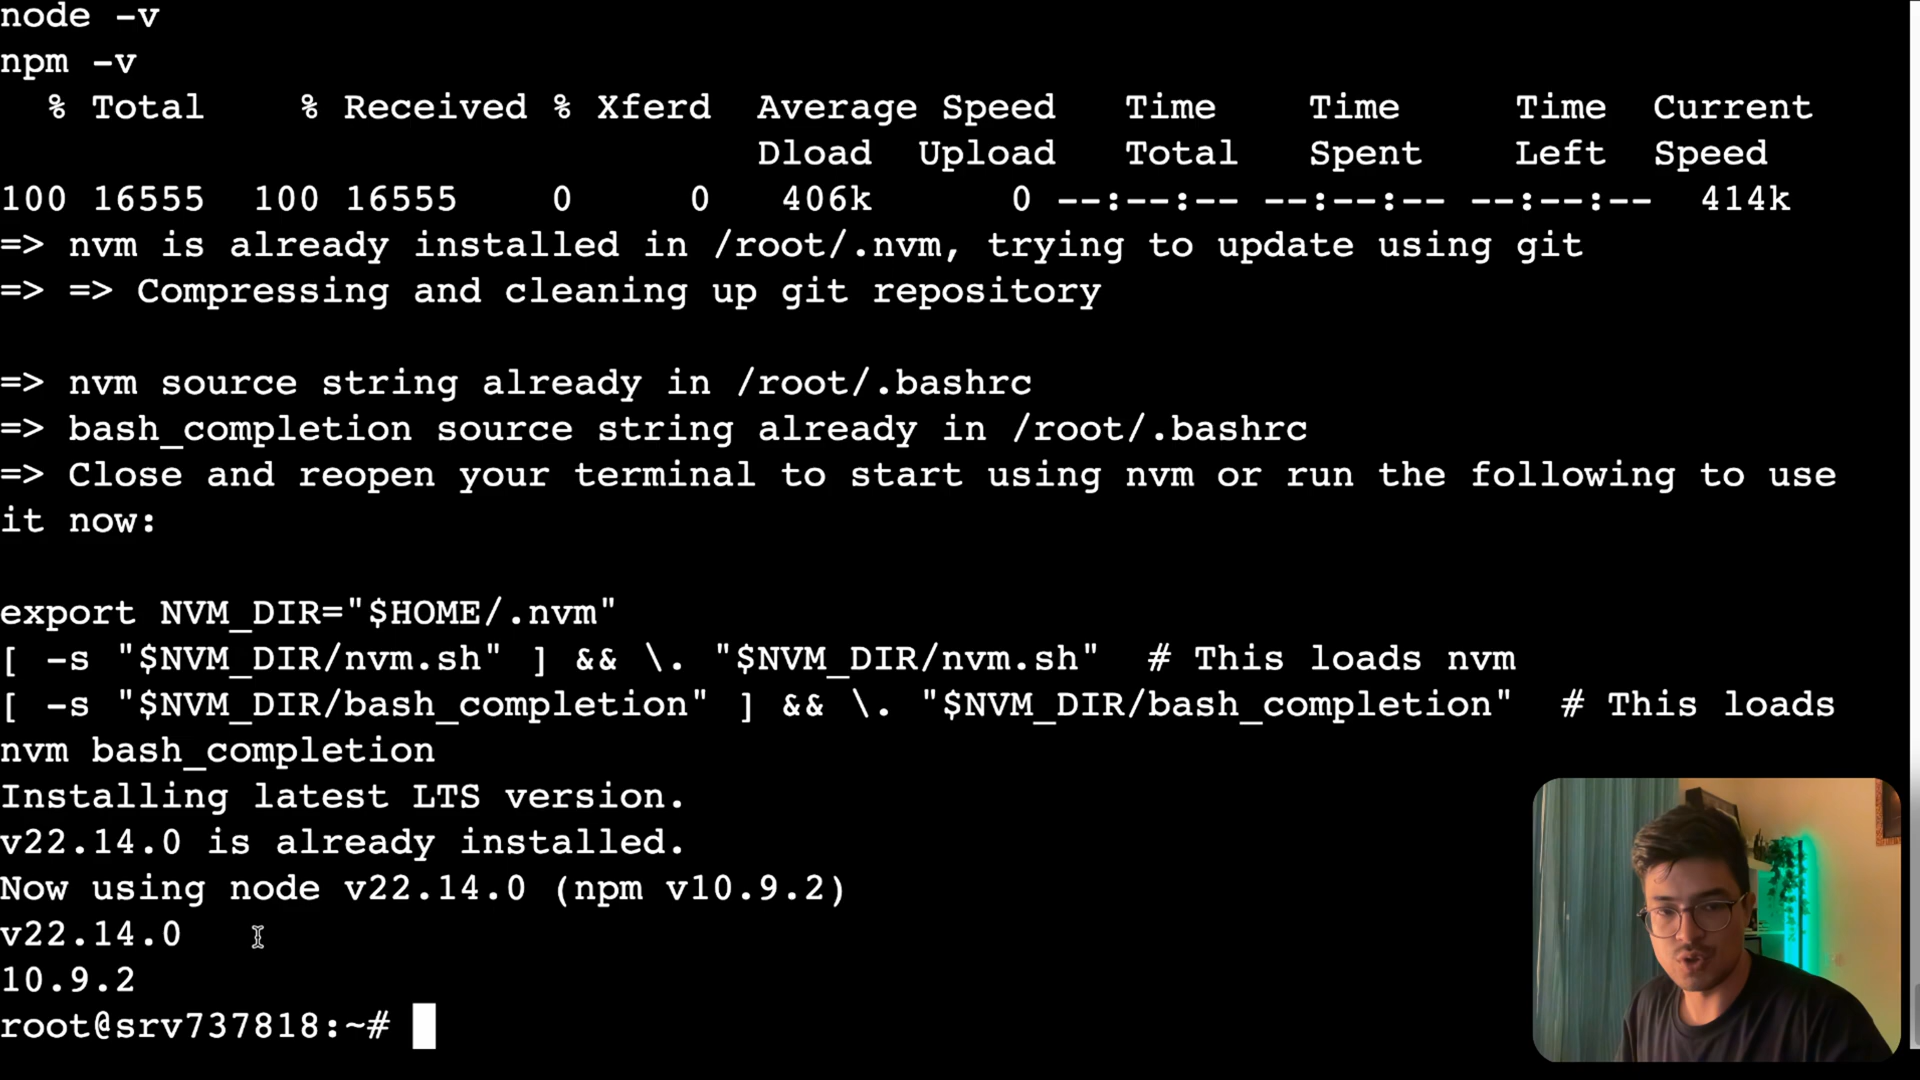 node -v
npm -v
% Total % Received % Xferd Average Speed Time Time Time Current
Dload Upload Total Spent Left Speed
100 16555 100 16555 0 0 406k 0 --:--:-- --:--:-- --:--:-- 414k
=> nvm is already installed in /root/.nvm, trying to update using git
=> => Compressing and cleaning up git repository
=> nvm source string already in /root/.bashrc
=> bash_completion source string already in /root/.bashrc
=> Close and reopen your terminal to start using nvm or run the following to use
it now:
export NVM_DIR="$HOME/.nvm"
[ -s "$NVM_DIR/nvm.sh" ] && \. "$NVM_DIR/nvm.sh" # This loads nvm
[ -s "$NVM_DIR/bash_completion" ] && \. "$NVM_DIR/bash_completion" # This loads
nvm bash_completion
Installing latest LTS version.
v22.14.0 is already installed.
Now using node v22.14.0 (npm v10.9.2)
v22.14.0
10.9.2
root@srv737818:~#